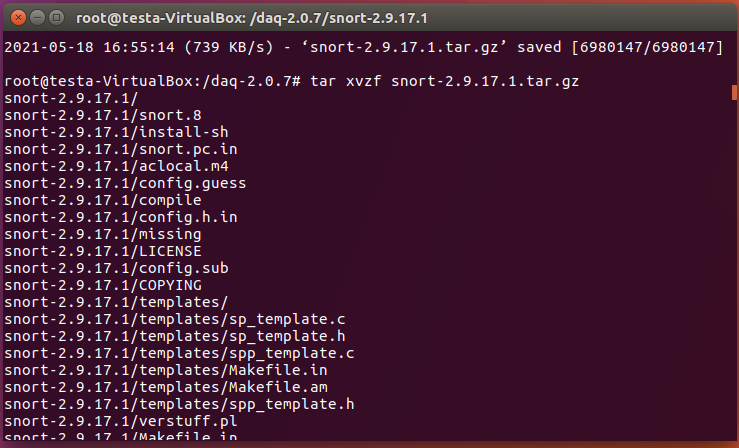 root@testa-VirtualBox: /daq-2.0.7/snort-2.9.17.1
2021-05-18 16:55:14 (739 KB/s) - ‘snort-2.9.17.1.tar.gz’ saved [6980147/6980147]
root@testa-VirtualBox:/daq-2.0.7# tar xvzf snort-2.9.17.1.tar.gz
snort-2.9.17.1/
snort-2.9.17.1/snort.8
snort-2.9.17.1/install-sh
snort-2.9.17.1/snort.pc.in
snort-2.9.17.1/aclocal.m4
snort-2.9.17.1/config.guess
snort-2.9.17.1/compile
snort-2.9.17.1/config.h.in
snort-2.9.17.1/missing
snort-2.9.17.1/LICENSE
snort-2.9.17.1/config.sub
snort-2.9.17.1/COPYING
snort-2.9.17.1/templates/
snort-2.9.17.1/templates/sp_template.c
snort-2.9.17.1/templates/sp_template.h
snort-2.9.17.1/templates/spp_template.c
snort-2.9.17.1/templates/Makefile.in
snort-2.9.17.1/templates/Makefile.am
snort-2.9.17.1/templates/spp_template.h
snort-2.9.17.1/verstuff.pl
snort-2.9.17.1/Makefile.in